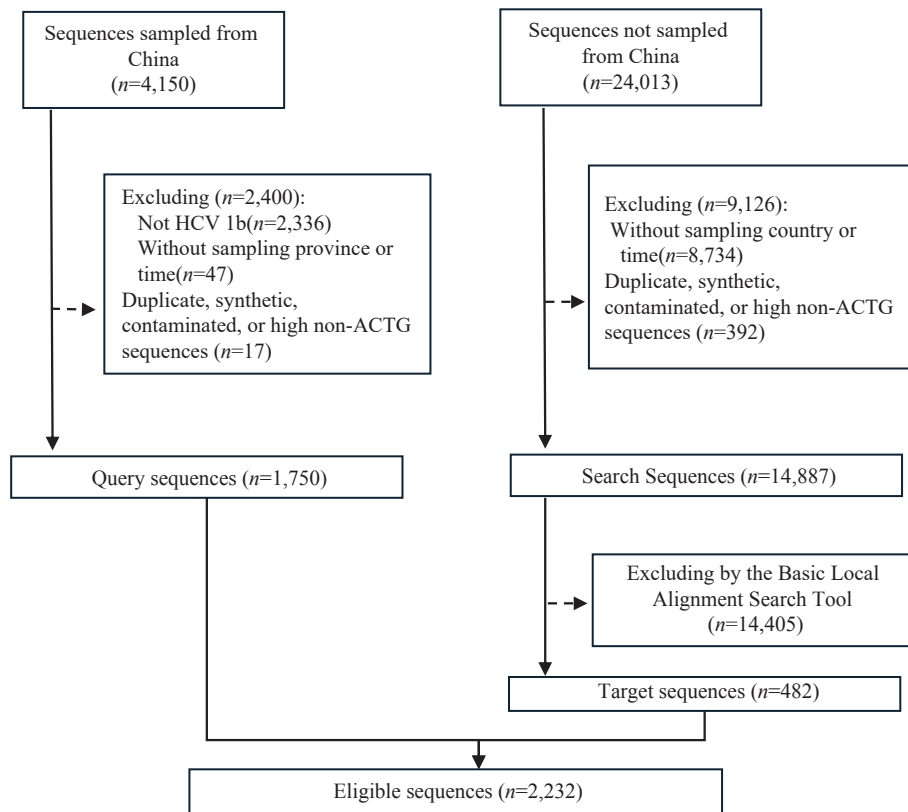 Sequences sampled from
China
(n=4,150)
Sequences not sampled
from China
(n=24,013)
Excluding (n=2,400):
Not HCV 1b(n=2,336)
Without sampling province or
time(n=47)
Duplicate, synthetic,
contaminated, or high non-ACTG
sequences (n=17)
Excluding (n=9,126):
Without sampling country or
time(n=8,734)
Duplicate, synthetic,
contaminated, or high non-ACTG
sequences (n=392)
Query sequences (n=1,750)
Search Sequences (n=14,887)
Excluding by the Basic Local
Alignment Search Tool
(n=14,405)
Target sequences (n=482)
Eligible sequences (n=2,232)